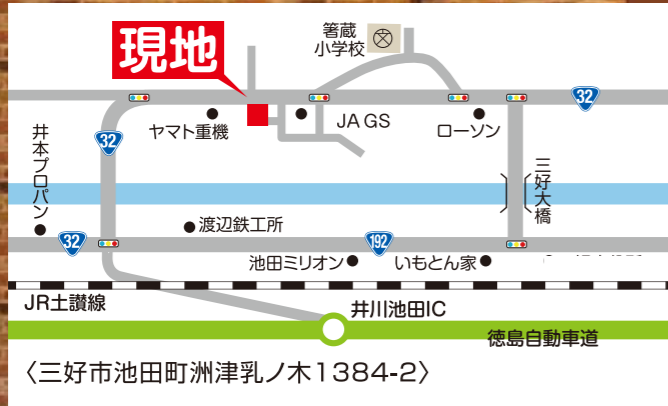 箸蔵
小学校
現地
32
ヤマト重機
JA GS
ローソン
32
井本プロパン
三好大橋
渡辺鉄工所
32
192
池田ミリオン
いもとん家
JR土讃線
井川池田IC
徳島自動車道
〈三好市池田町洲津乳ノ木1384-2〉